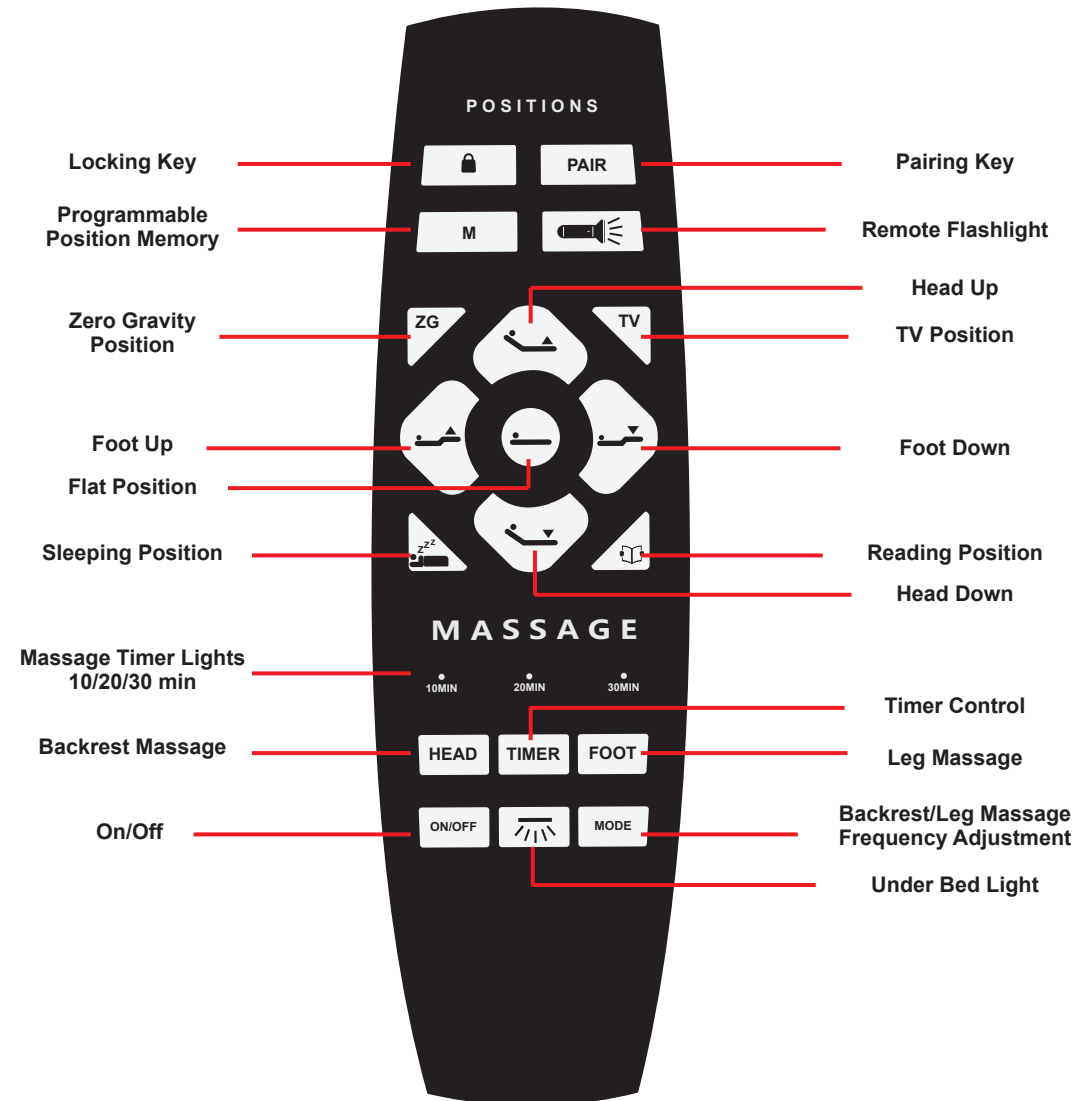 POSITIONS
Locking Key
PAIR
Pairing Key
Programmable
Position Memory
M
Remote Flashlight
Head Up
Zero Gravity
Position
ZG
TV
TV Position
Foot Up
Foot Down
Flat Position
Sleeping Position
zzz
Reading Position
Head Down
MASSAGE
Massage Timer Lights
10/20/30 min
10MIN
20MIN
30MIN
Timer Control
Backrest Massage
HEAD
TIMER
FOOT
Leg Massage
On/Off
ON/OFF
MODE
Backrest/Leg Massage
Frequency Adjustment
Under Bed Light